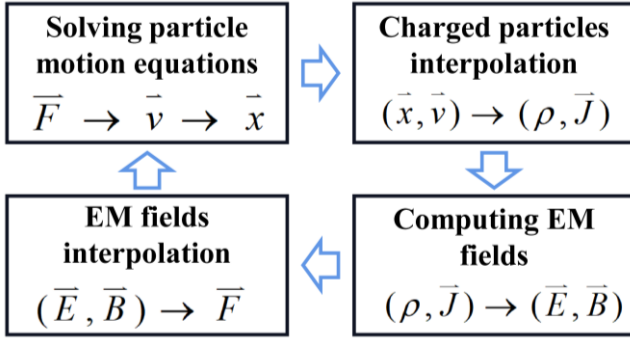 Solving particle
motion equations
F⃗ → v⃗ → x⃗
Charged particles
interpolation
(x⃗, v⃗) → (ρ, J⃗)
EM fields
interpolation
(E⃗, B⃗) → F⃗
Computing EM
fields
(ρ, J⃗) → (E⃗, B⃗)